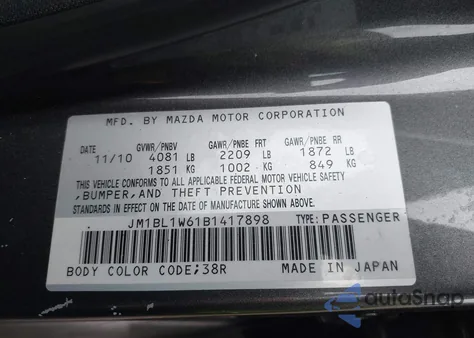 MFD. BY MAZDA MOTOR CORPORATION
DATE GVWR/PNBV GAWR/PNBE FRT GAWR/PNBE RR
11/10 4081 LB 2209 LB 1872 LB
1851 KG 1002 KG 849 KG
THIS VEHICLE CONFORMS TO ALL APPLICABLE FEDERAL MOTOR VEHICLE SAFETY
,BUMPER,AND THEFT PREVENTION
STANDARDS IN EFFECT ON THE DATE OF MANUFACTURE SHOWN ABOVE.
JM1BL1W61B1417898 TYPE: PASSENGER
BODY COLOR CODE;38R MADE IN JAPAN
autoSnap